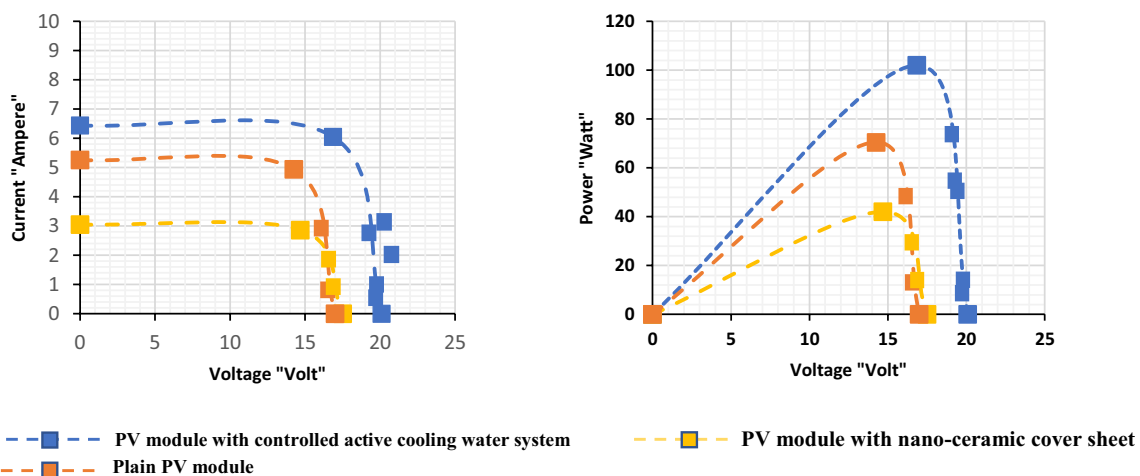 10
9
8
7
6
5
4
3
2
1
0
0 5 10 15 20 25
Current "Ampere"
Voltage "Volt"
120
100
80
60
40
20
0
0 5 10 15 20 25
Power "Watt"
Voltage "Volt"
PV module with controlled active cooling water system
PV module with nano-ceramic cover sheet
Plain PV module